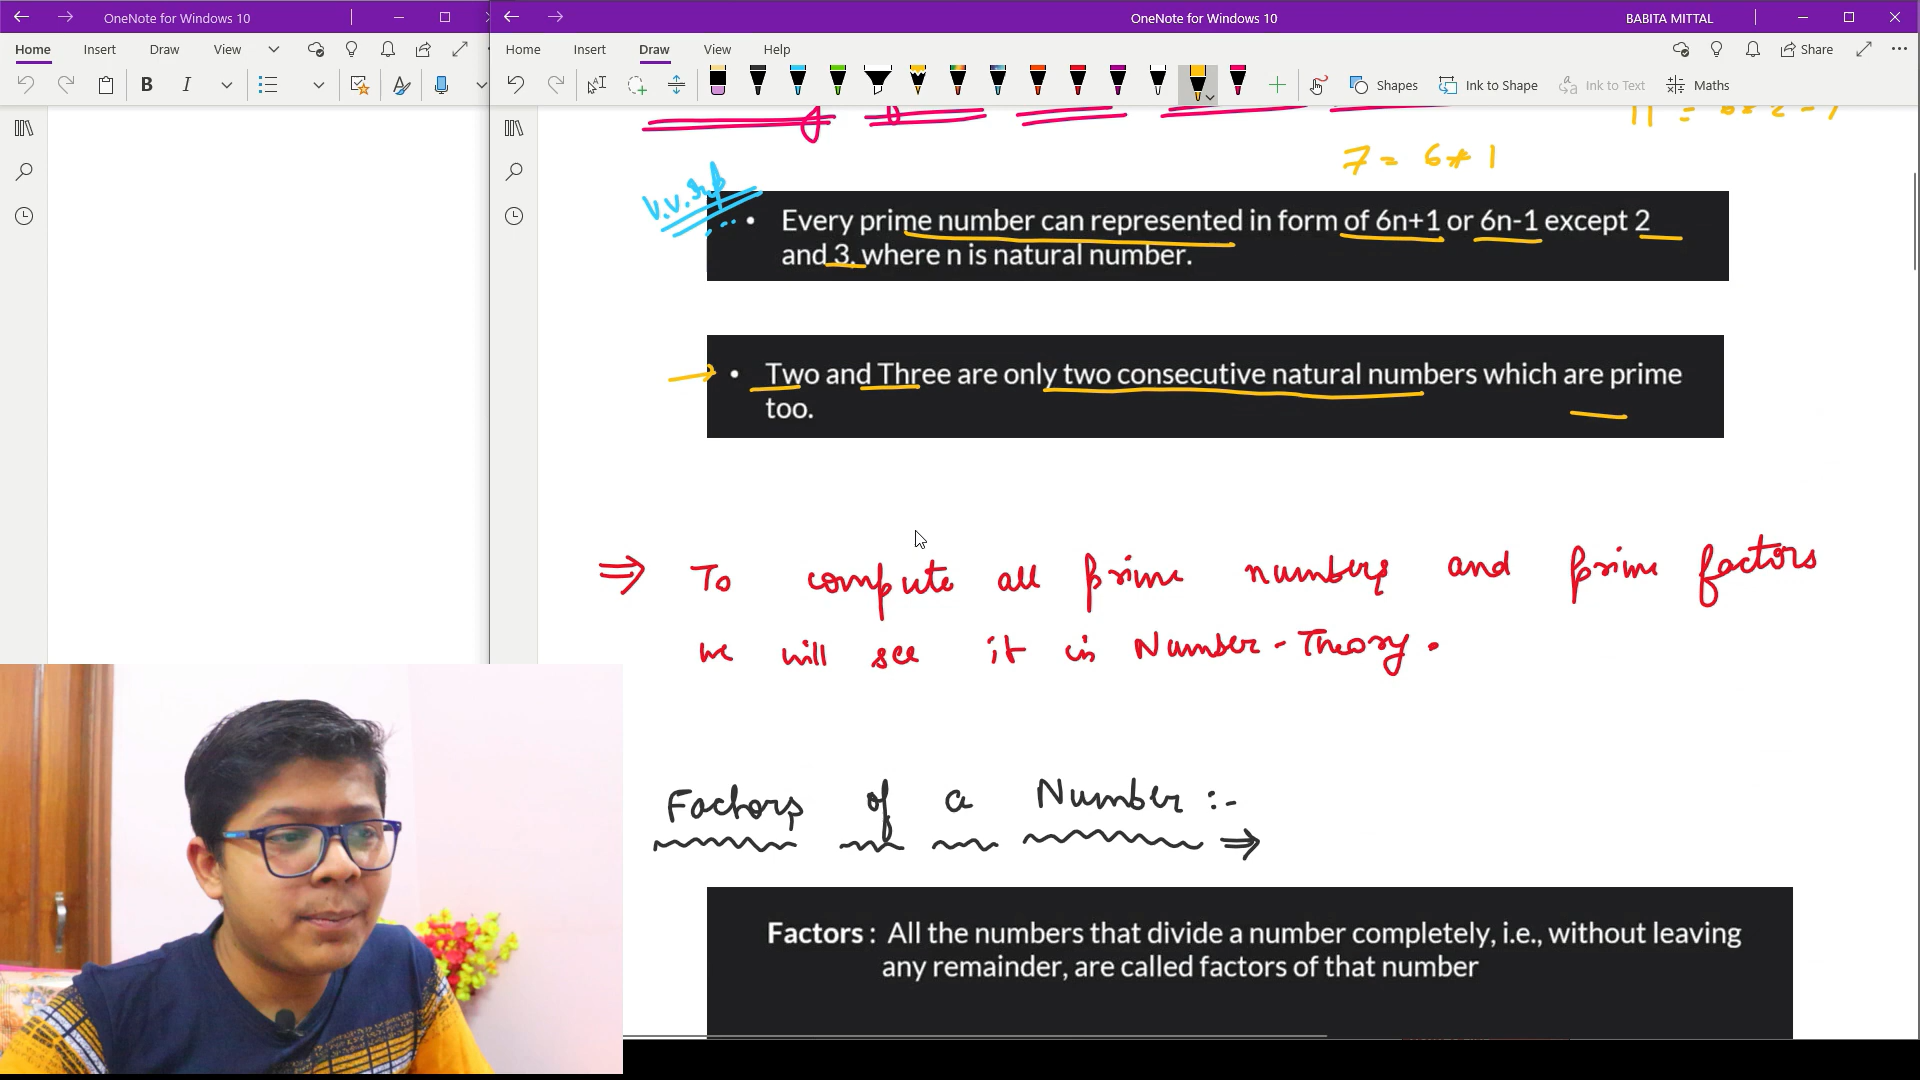 OneNote for Windows 10
OneNote for Windows 10
BABITA MITTAL
Home Insert Draw View
Home Insert Draw View Help
Share
B I
Shapes Ink to Shape Ink to Text Maths
7 = 6* 1
V.V.Imp
• Every prime number can represented in form of 6n+1 or 6n-1 except 2
and 3, where n is natural number.
→ • Two and Three are only two consecutive natural numbers which are prime
too.
⇒ To compute all prime numbers and prime factors
we will see it in Number-Theory.
Factors of a Number :-
⇒
Factors : All the numbers that divide a number completely, i.e., without leaving
any remainder, are called factors of that number